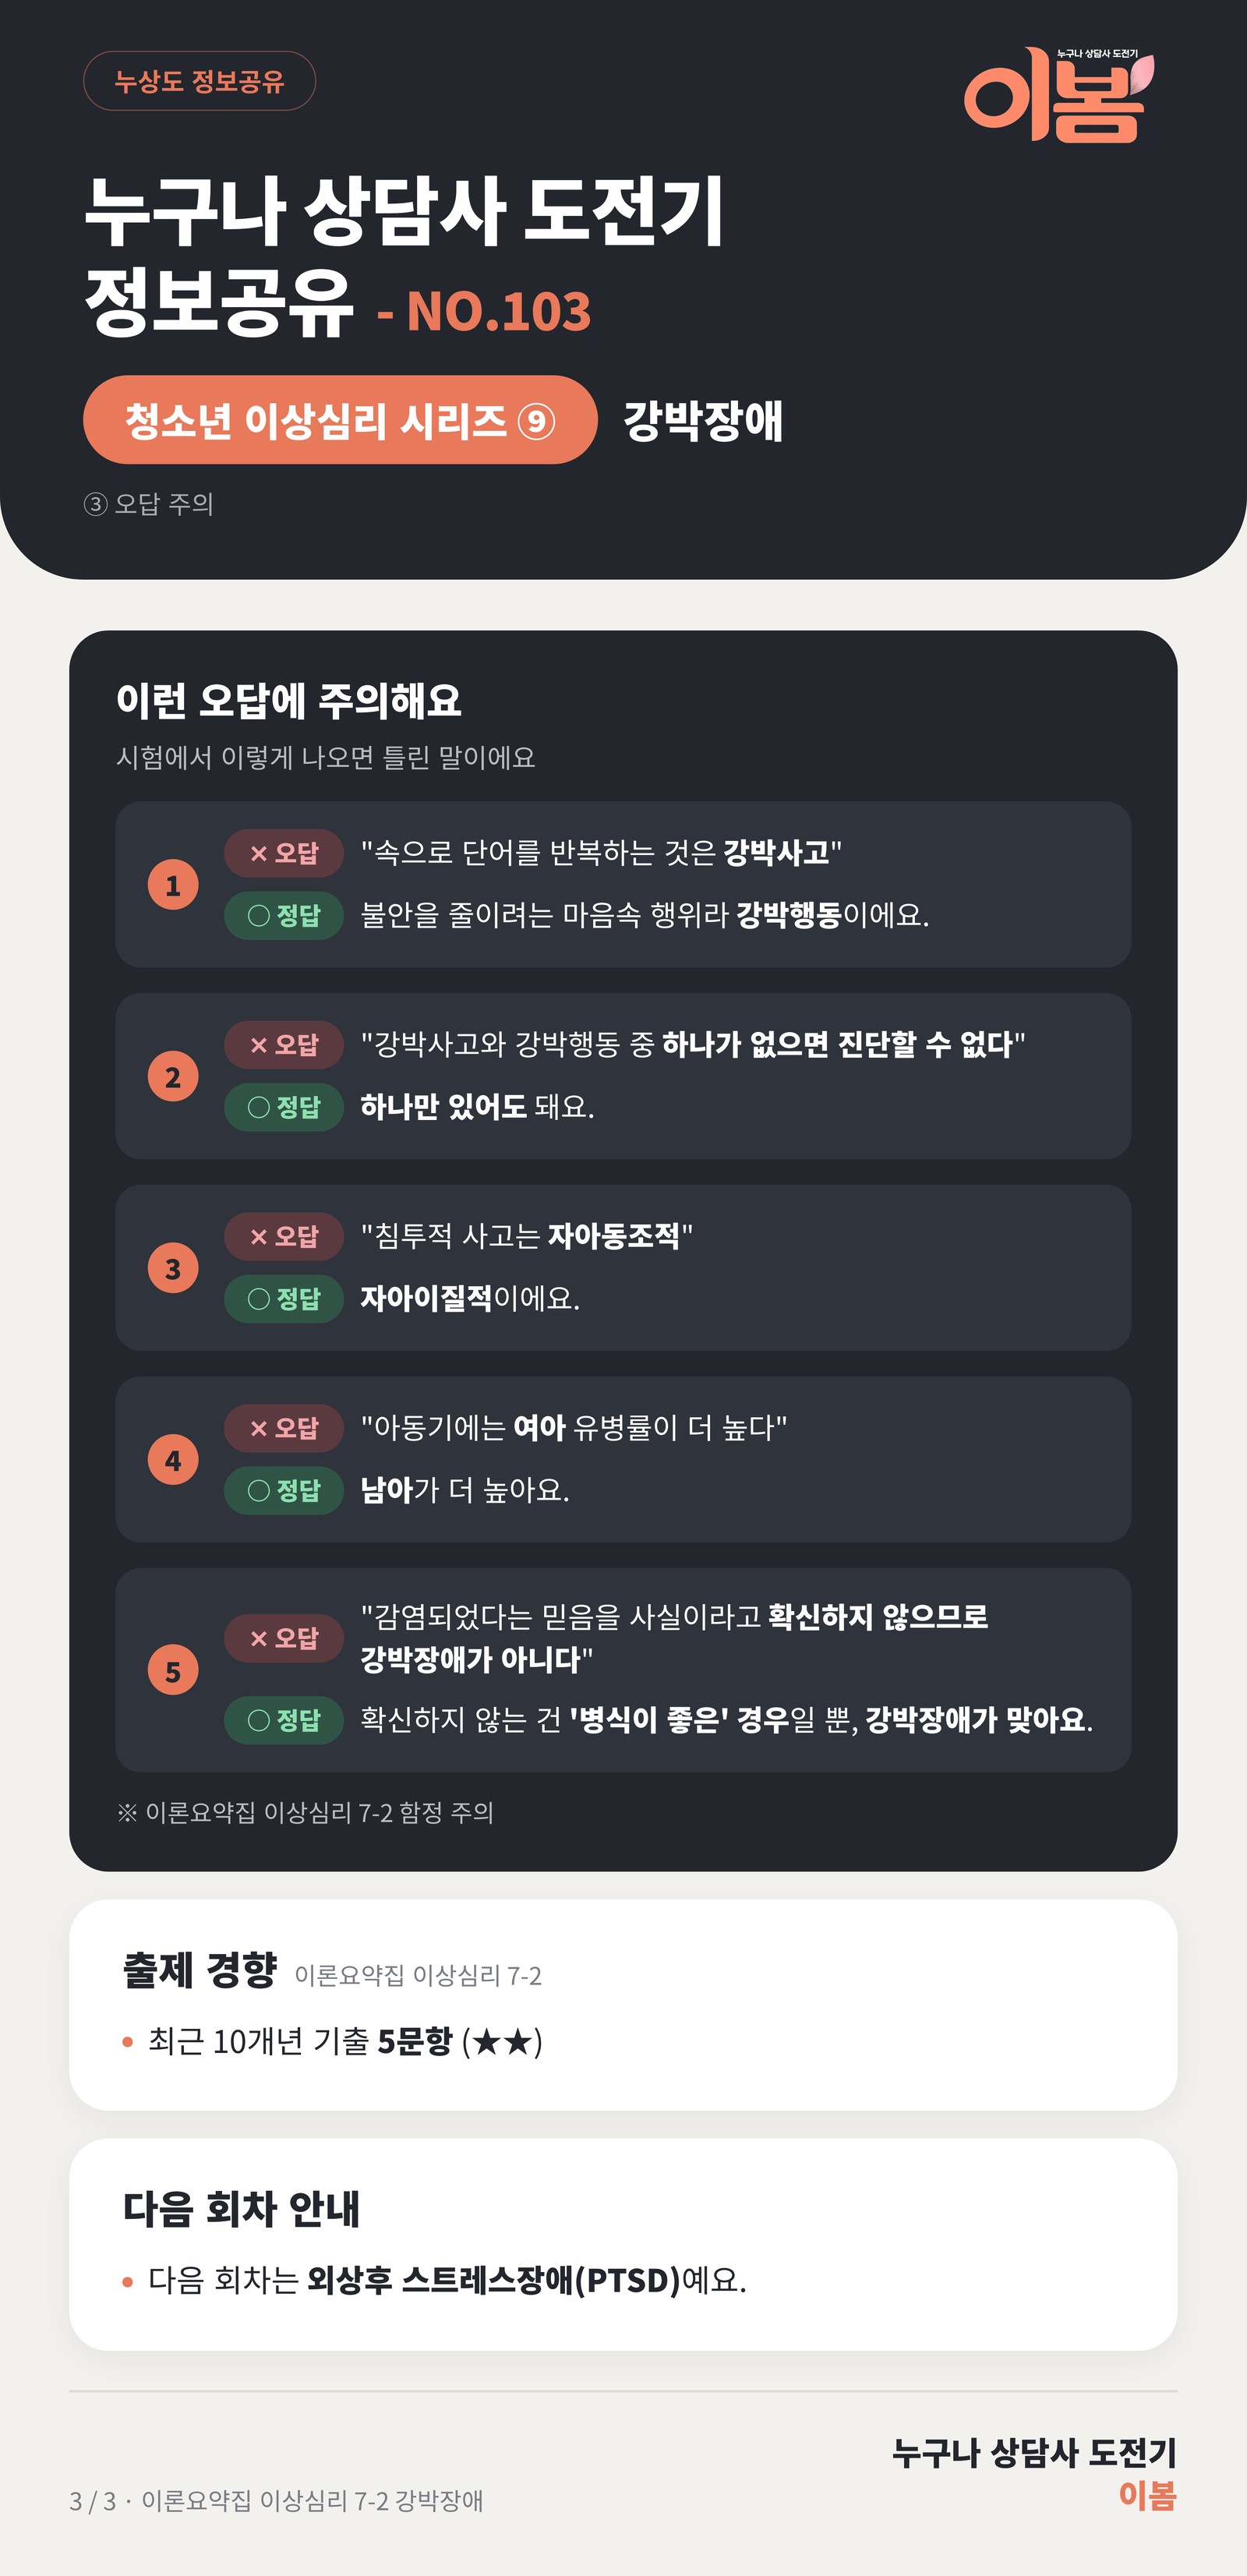 누상도 정보공유
누구나 상담사 도전기
이봄
누구나 상담사 도전기
정보공유 - NO.103
청소년 이상심리 시리즈 ⑨ 강박장애
③ 오답 주의
이런 오답에 주의해요
시험에서 이렇게 나오면 틀린 말이에요
1
✕ 오답 "속으로 단어를 반복하는 것은 강박사고"
○ 정답 불안을 줄이려는 마음속 행위라 강박행동이에요.
2
✕ 오답 "강박사고와 강박행동 중 하나가 없으면 진단할 수 없다"
○ 정답 하나만 있어도 돼요.
3
✕ 오답 "침투적 사고는 자아동조적"
○ 정답 자아이질적이에요.
4
✕ 오답 "아동기에는 여아 유병률이 더 높다"
○ 정답 남아가 더 높아요.
5
✕ 오답 "감염되었다는 믿음을 사실이라고 확신하지 않으므로
강박장애가 아니다"
○ 정답 확신하지 않는 건 '병식이 좋은' 경우일 뿐, 강박장애가 맞아요.
※ 이론요약집 이상심리 7-2 함정 주의
출제 경향 이론요약집 이상심리 7-2
• 최근 10개년 기출 5문항 (★★)
다음 회차 안내
• 다음 회차는 외상후 스트레스장애(PTSD)예요.
누구나 상담사 도전기
3 / 3 · 이론요약집 이상심리 7-2 강박장애
이봄